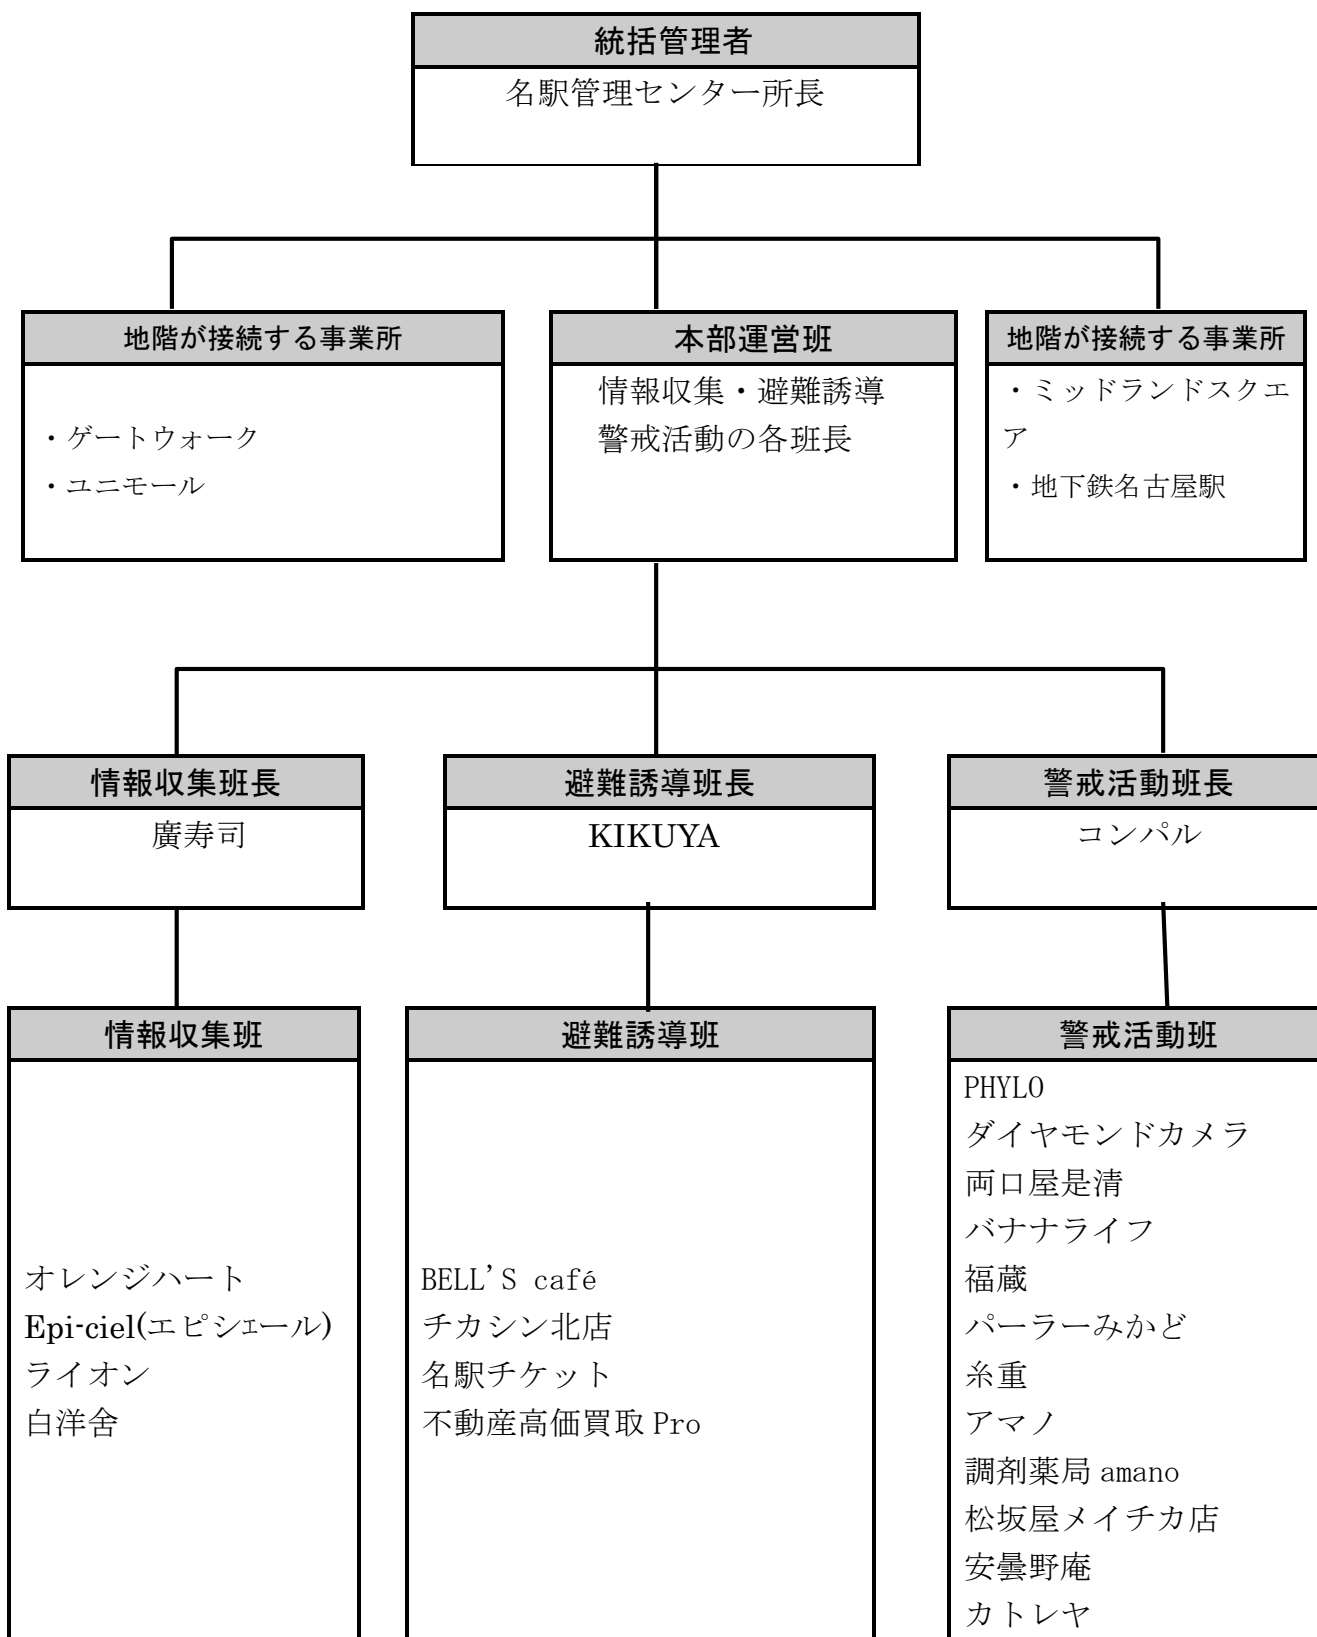 統括管理者
名駅管理センター所長
地階が接続する事業所
・ゲートウォーク
・ユニモール
本部運営班
情報収集・避難誘導
警戒活動の各班長
地階が接続する事業所
・ミッドランドスクエ
ア
・地下鉄名古屋駅
情報収集班長
廣寿司
避難誘導班長
KIKUYA
警戒活動班長
コンパル
情報収集班
オレンジハート
Epi-ciel(エピシェール)
ライオン
白洋舍
避難誘導班
BELL'S café
チカシン北店
名駅チケット
不動産高価買取 Pro
警戒活動班
PHYLO
ダイヤモンドカメラ
両口屋是清
バナナライフ
福蔵
パーラーみかど
糸重
アマノ
調剤薬局 amano
松坂屋メイチカ店
安曇野庵
カトレヤ